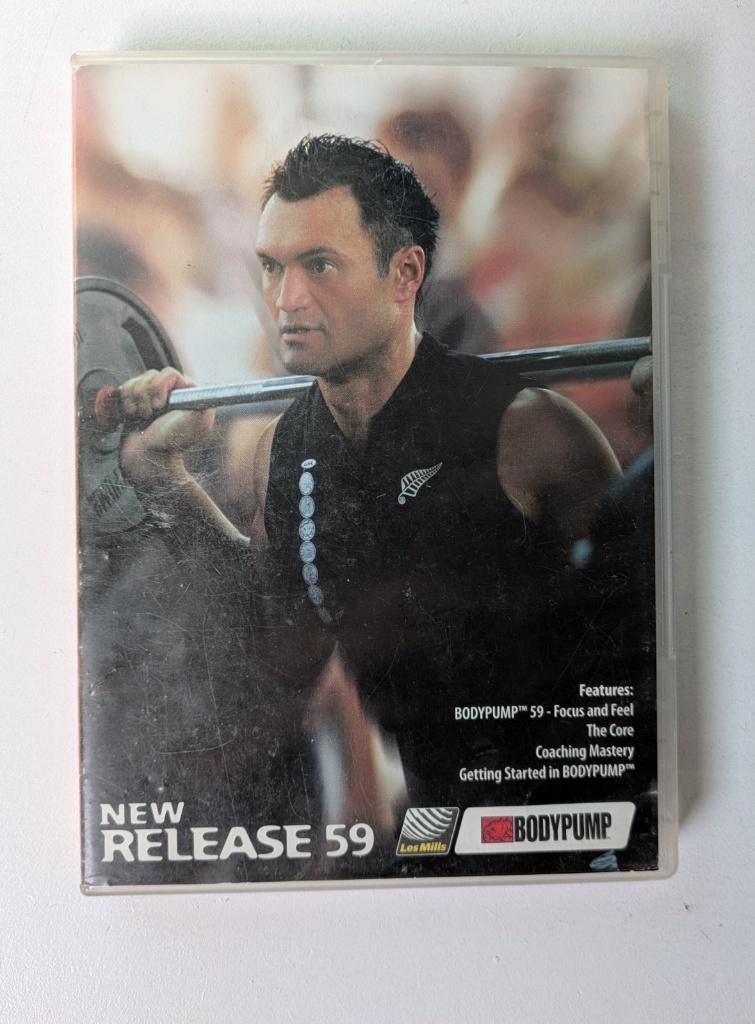 Features:
BODYPUMP™ 59 - Focus and Feel
The Core
Coaching Mastery
Getting Started in BODYPUMP™
NEW
RELEASE 59
Les Mills
BODYPUMP